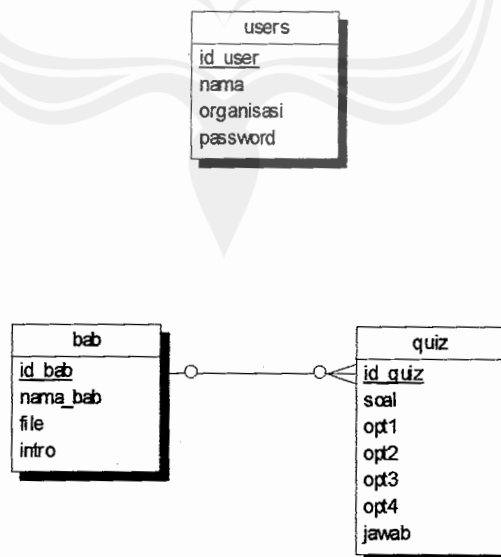 users
id_user
nama
organisasi
password
bab
id_bab
nama_bab
file
intro
quiz
id_quiz
soal
opt1
opt2
opt3
opt4
jawab